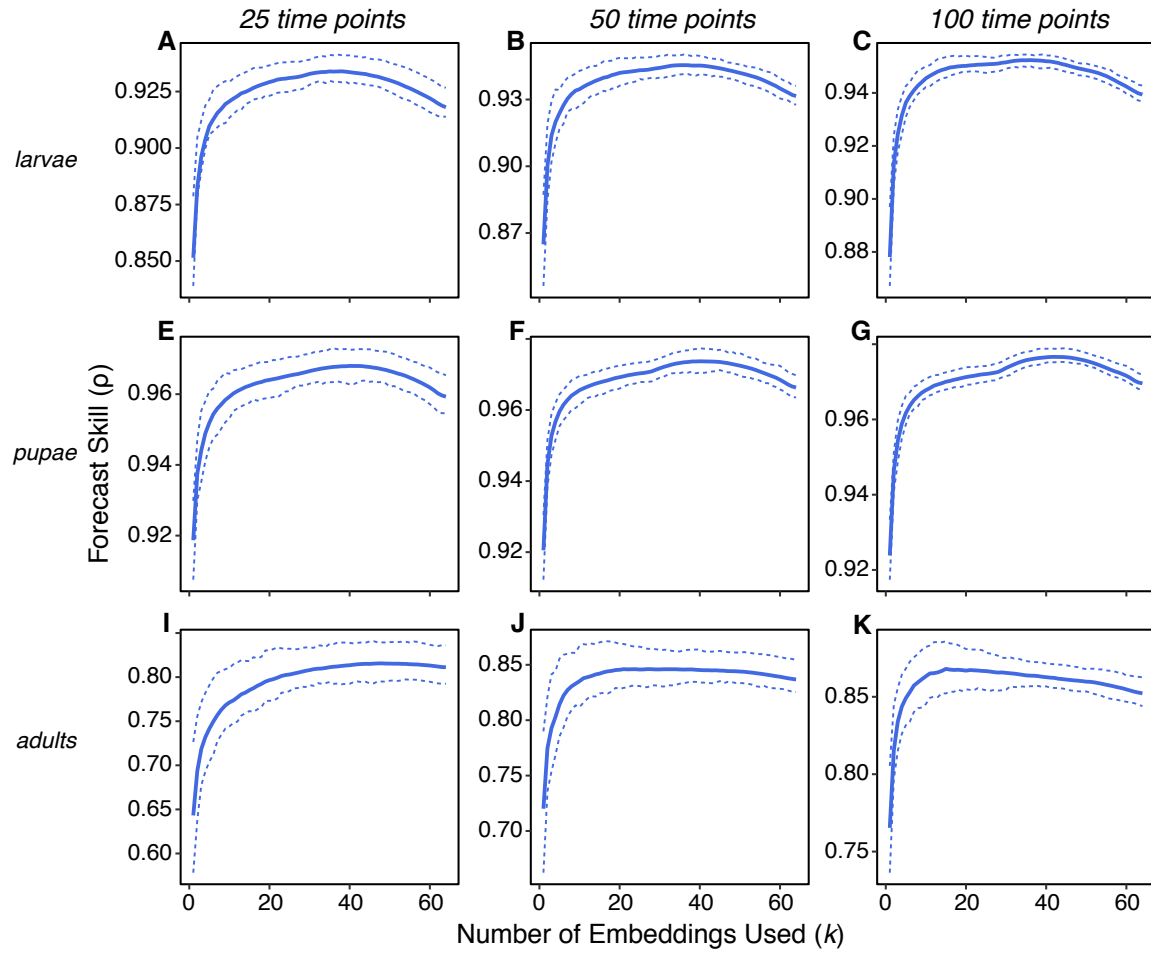 25 time points
50 time points
100 time points
A
B
C
larvae
0.925
0.900
0.875
0.850
0.93
0.90
0.87
0.94
0.92
0.90
0.88
E
F
G
pupae
Forecast Skill (ρ)
0.96
0.94
0.92
0.96
0.94
0.92
0.96
0.94
0.92
I
J
K
adults
0.80
0.75
0.70
0.65
0.60
0.85
0.80
0.75
0.70
0.85
0.80
0.75
0 20 40 60
0 20 40 60
0 20 40 60
Number of Embeddings Used (k)